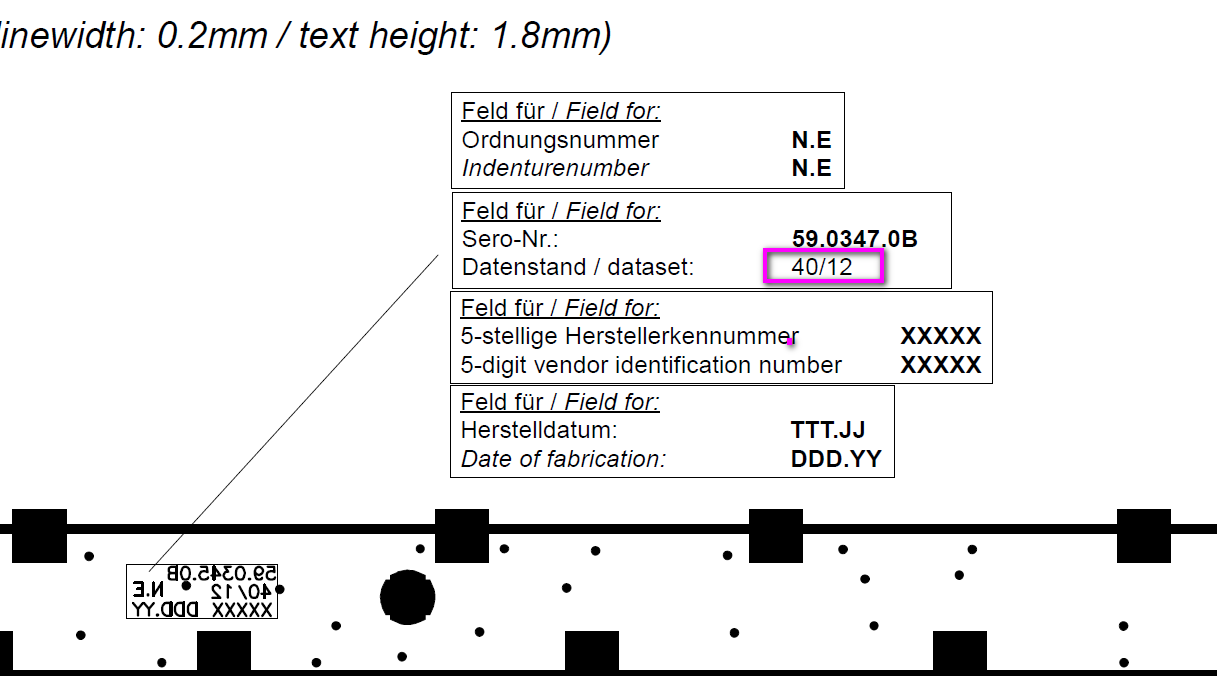 linewidth: 0.2mm / text height: 1.8mm)
Feld für / Field for:
Ordnungsnummer N.E
Indenturenumber N.E
Feld für / Field for:
Sero-Nr.: 59.0347.0B
Datenstand / dataset: 40/12
Feld für / Field for:
5-stellige Herstellerkennummer XXXXX
5-digit vendor identification number XXXXX
Feld für / Field for:
Herstelldatum: TTT.JJ
Date of fabrication: DDD.YY
59.0345.0B
40/12 N.E
XXXXX DDD.YY